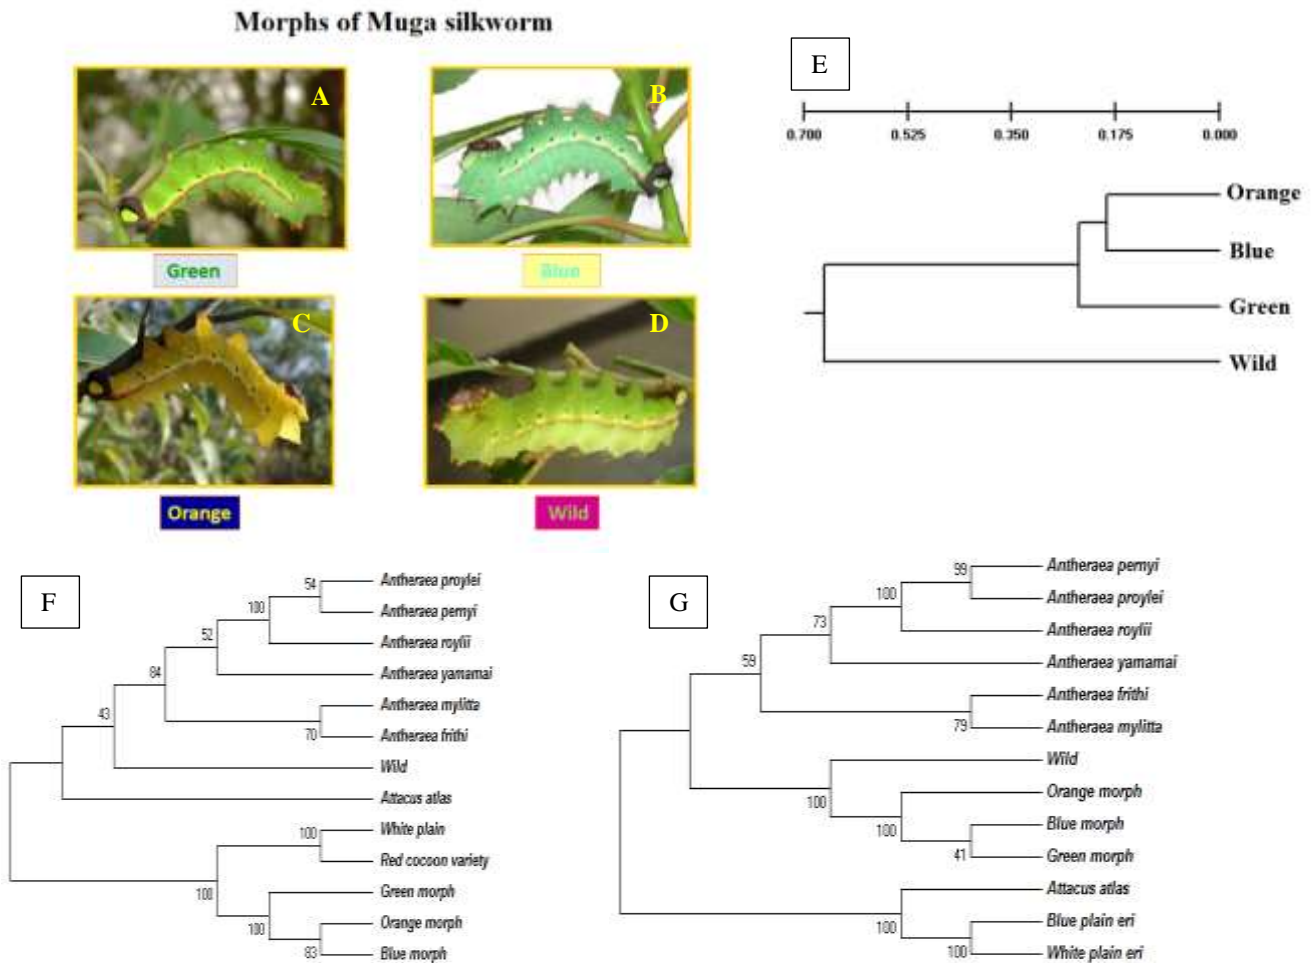 Morphs of Muga silkworm
A
B
Green
Blue
C
D
Orange
Wild
E
0.700 0.525 0.350 0.175 0.000
Orange
Blue
Green
Wild
F
54
Antheraea proylei
Antheraea pernyi
100
Antheraea roylii
52
Antheraea yamamai
84
Antheraea mylitta
70
Antheraea frithi
43
Wild
Attacus atlas
100
White plain
Red cocoon variety
100
Green morph
100
Orange morph
83
Blue morph
G
99
Antheraea pernyi
Antheraea proylei
100
Antheraea roylii
73
Antheraea yamamai
59
Antheraea frithi
79
Antheraea mylitta
Wild
100
Orange morph
100
Blue morph
41
Green morph
Attacus atlas
100
Blue plain eri
100
White plain eri